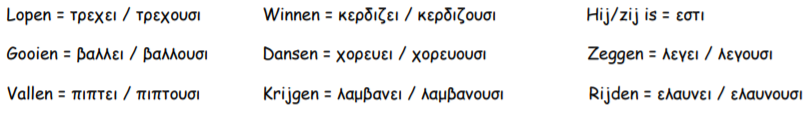 Lopen = τρεχει / τρεχουσι Winnen = κερδιζει / κερδιζουσι Hij/zij is = εστι
Gooien = βαλλει / βαλλουσι Dansen = χορευει / χορευουσι Zeggen = λεγει / λεγουσι
Vallen = πιπτει / πιπτουσι Krijgen = λαμβανει / λαμβανουσι Rijden = ελαυνει / ελαυνουσι